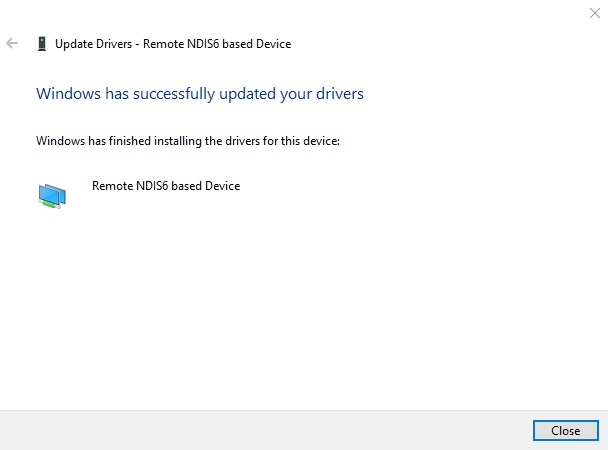 Update Drivers - Remote NDIS6 based Device
Windows has successfully updated your drivers
Windows has finished installing the drivers for this device:
Remote NDIS6 based Device
Close